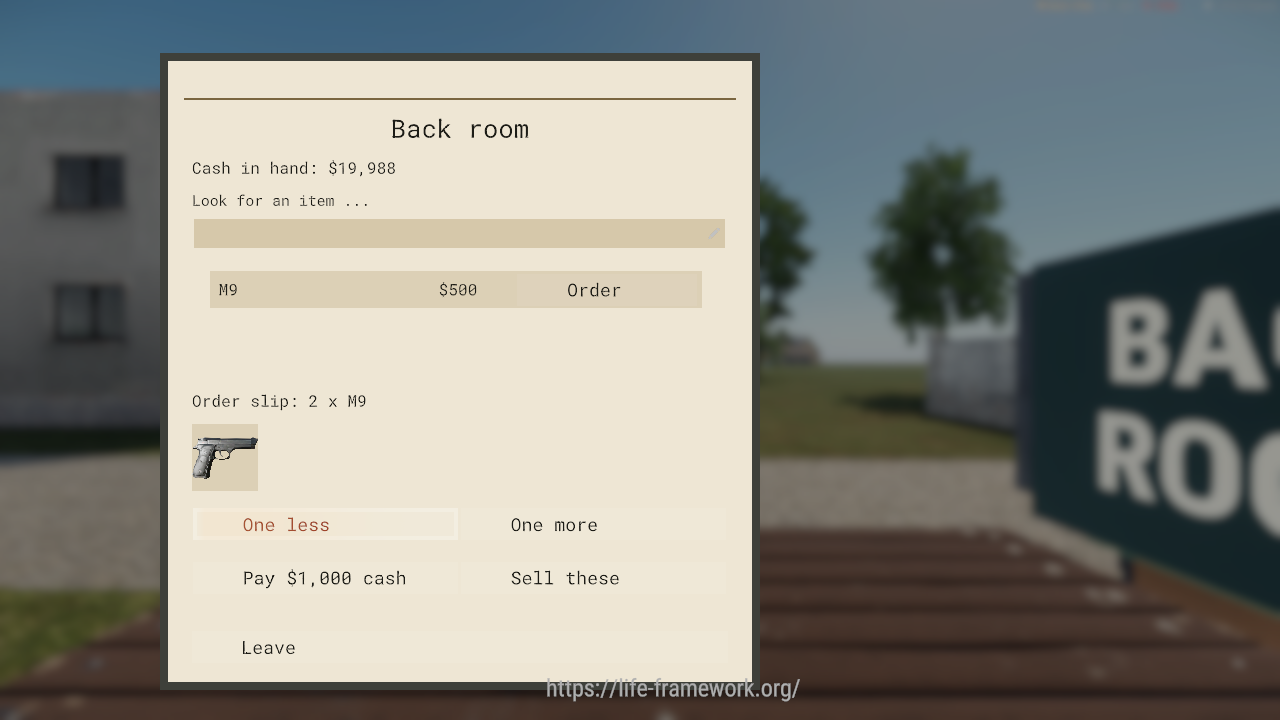 Back room
Cash in hand: $19,988
Look for an item ...
M9 $500 Order
Order slip: 2 x M9
One less One more
Pay $1,000 cash Sell these
Leave
https://life-framework.org/